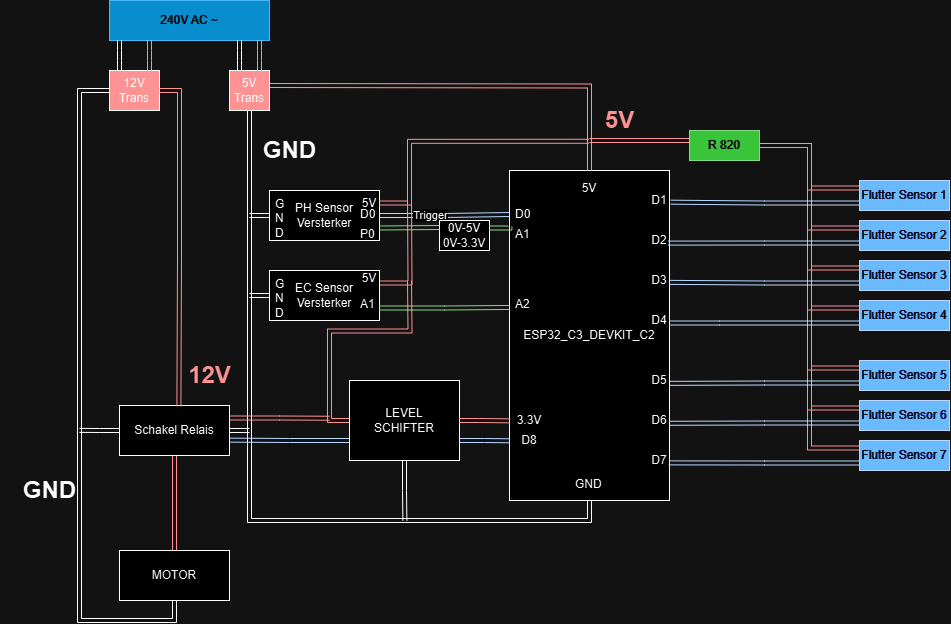 240V AC ~
12V
Trans
5V
Trans
5V
GND
R 820
5V
G
N
D
PH Sensor
Versterker
5V
D0
P0
Trigger
0V-5V
0V-3.3V
D0
A1
D1
D2
D3
D4
D5
D6
D7
Flutter Sensor 1
Flutter Sensor 2
Flutter Sensor 3
Flutter Sensor 4
Flutter Sensor 5
Flutter Sensor 6
Flutter Sensor 7
G
N
D
EC Sensor
Versterker
5V
A1
A2
ESP32_C3_DEVKIT_C2
12V
Schakel Relais
LEVEL
SCHIFTER
3.3V
D8
GND
GND
MOTOR